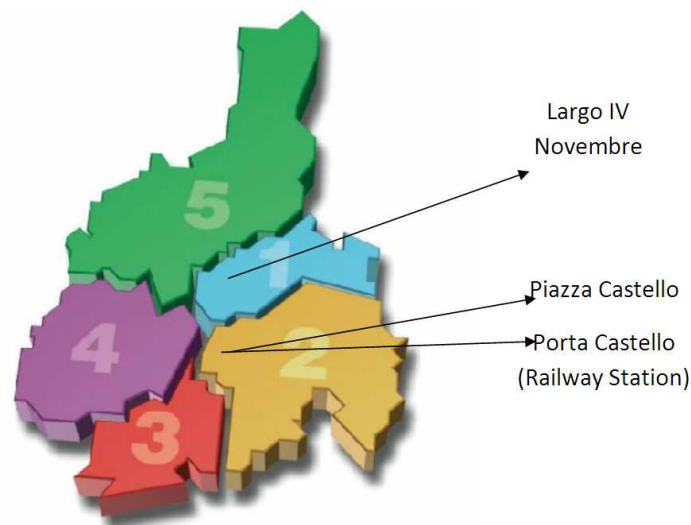 Largo IV
Novembre
5
1
Piazza Castello
4
2
Porta Castello
(Railway Station)
3